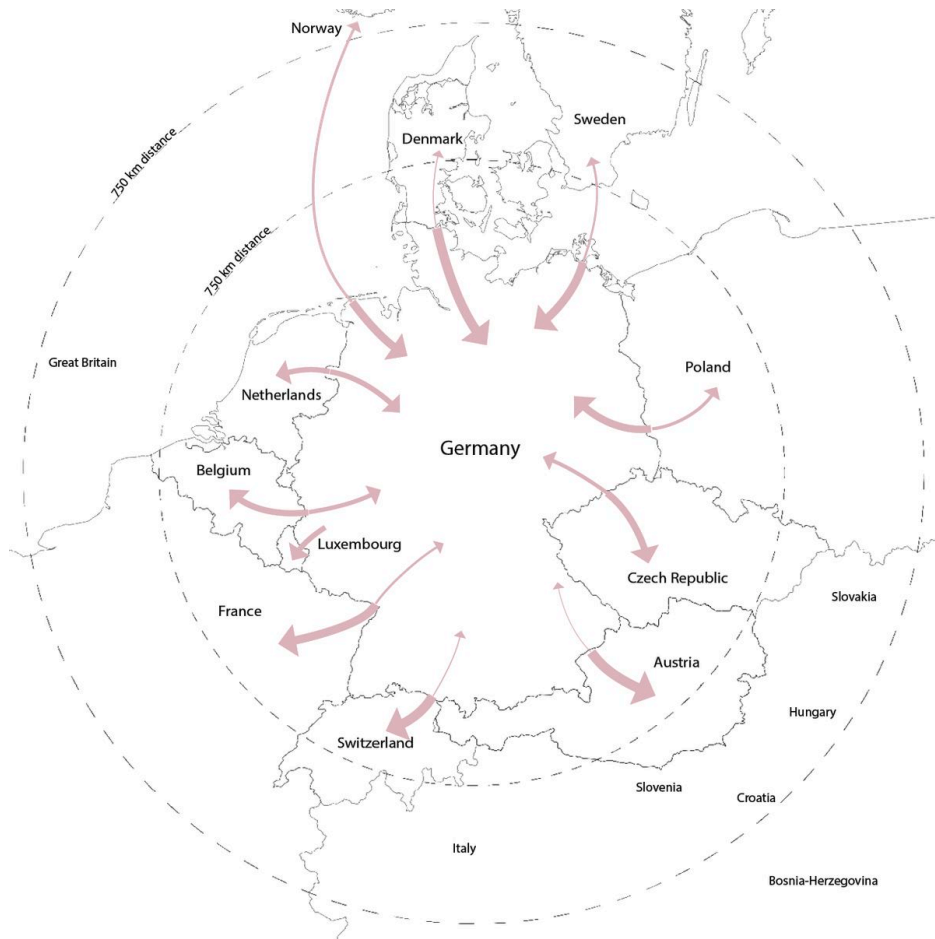 Norway
Sweden
Denmark
750 km distance
750 km distance
Great Britain
Poland
Netherlands
Germany
Belgium
Luxembourg
Czech Republic
Slovakia
France
Austria
Hungary
Switzerland
Slovenia
Croatia
Italy
Bosnia-Herzegovina